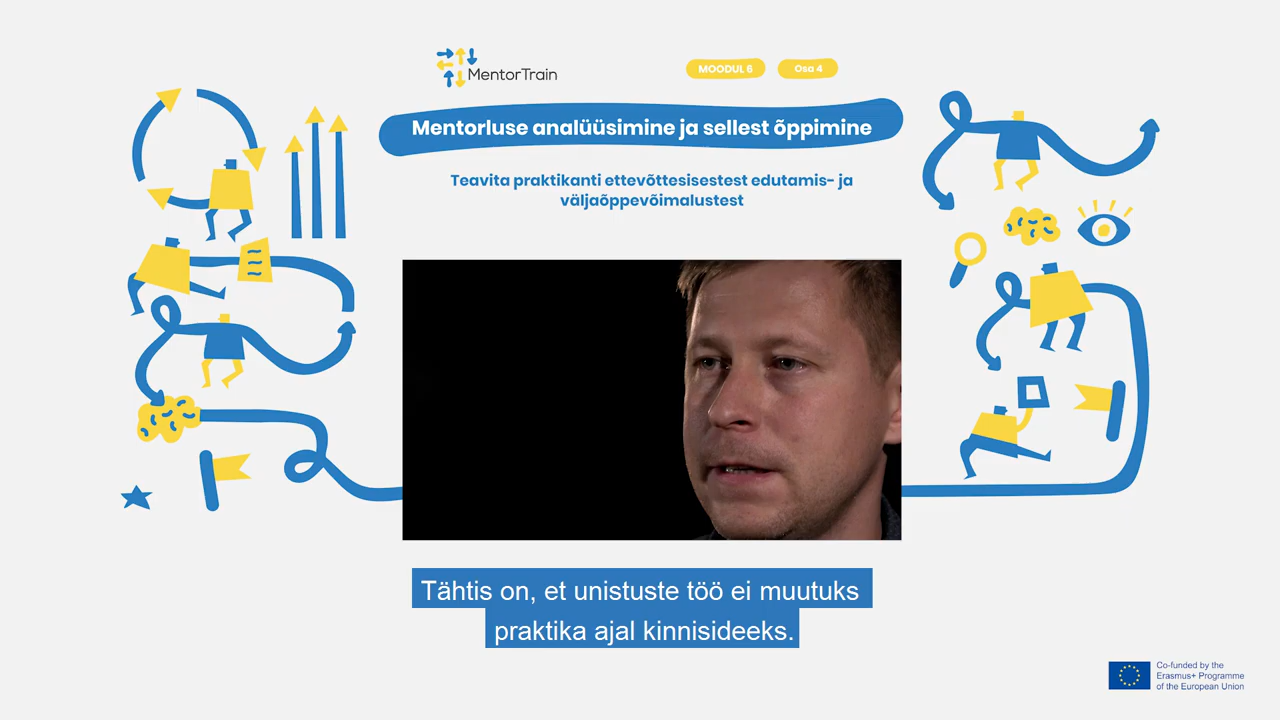 MentorTrain
MOODUL 6
Osa 4
Mentorluse analüüsimine ja sellest õppimine
Teavita praktikanti ettevõttesisestest edutamis- ja
väljaõppevõimalustest
Tähtis on, et unistuste töö ei muutuks
praktika ajal kinnisideeks.
Co-funded by the
Erasmus+ Programme
of the European Union